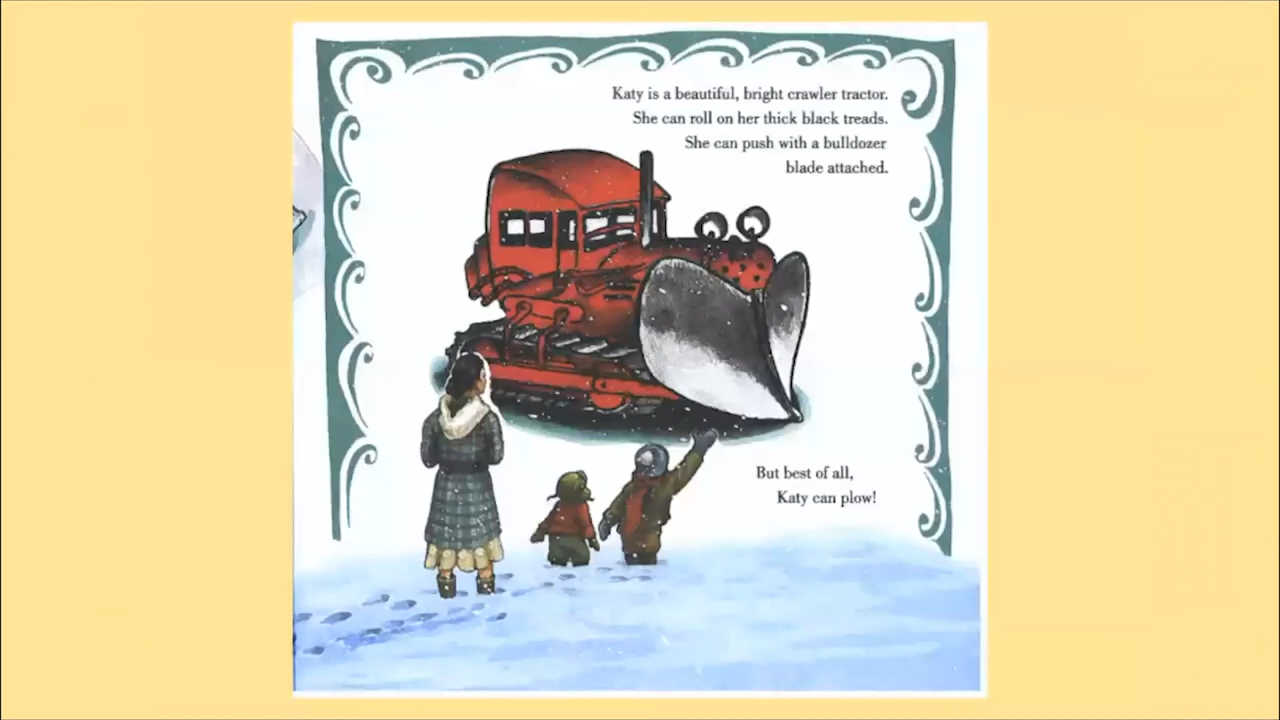 Katy is a beautiful, bright crawler tractor.
She can roll on her thick black treads.
She can push with a bulldozer
blade attached.
But best of all,
Katy can plow!